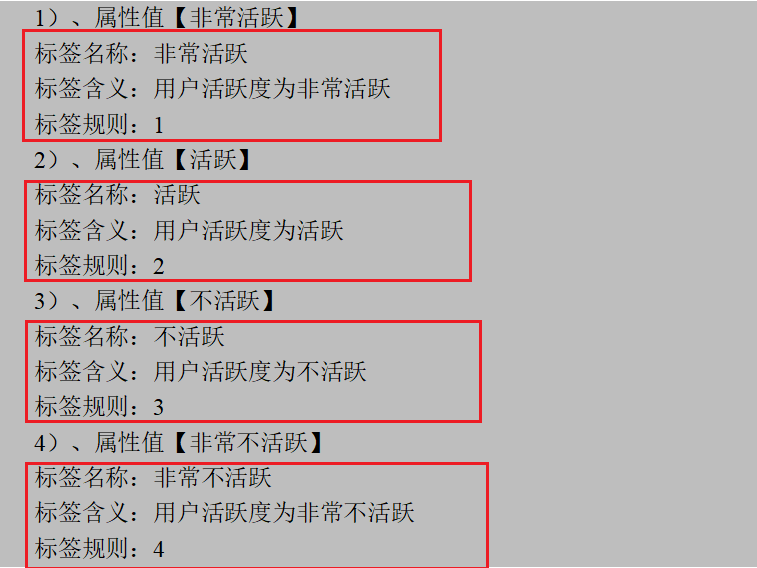 1）、属性值【非常活跃】
标签名称：非常活跃
标签含义：用户活跃度为非常活跃
标签规则：1
2）、属性值【活跃】
标签名称：活跃
标签含义：用户活跃度为活跃
标签规则：2
3）、属性值【不活跃】
标签名称：不活跃
标签含义：用户活跃度为不活跃
标签规则：3
4）、属性值【非常不活跃】
标签名称：非常不活跃
标签含义：用户活跃度为非常不活跃
标签规则：4